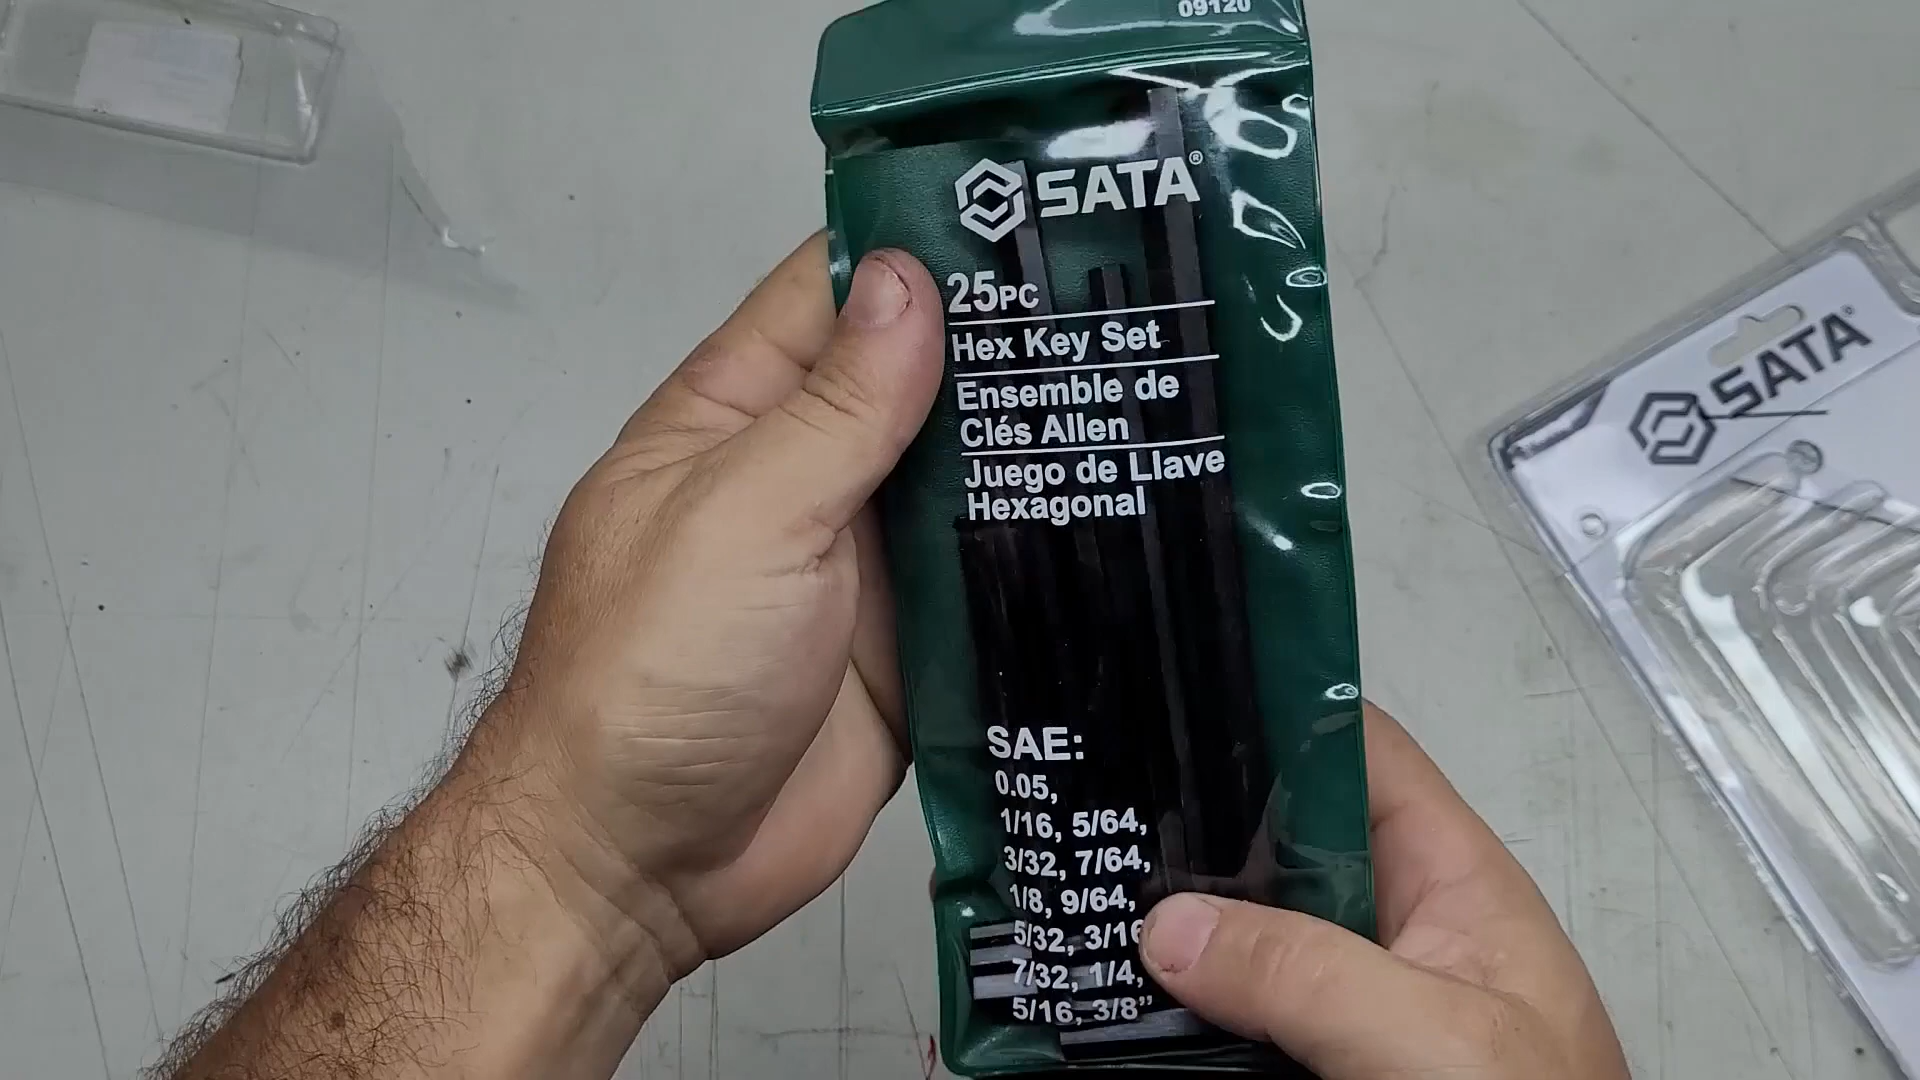 09120
SATA®
25PC
Hex Key Set
Ensemble de
Clés Allen
Juego de Llave
Hexagonal
SAE:
0.05,
1/16, 5/64,
3/32, 7/64,
1/8, 9/64,
5/32, 3/16
7/32, 1/4,
5/16, 3/8”
SATA®